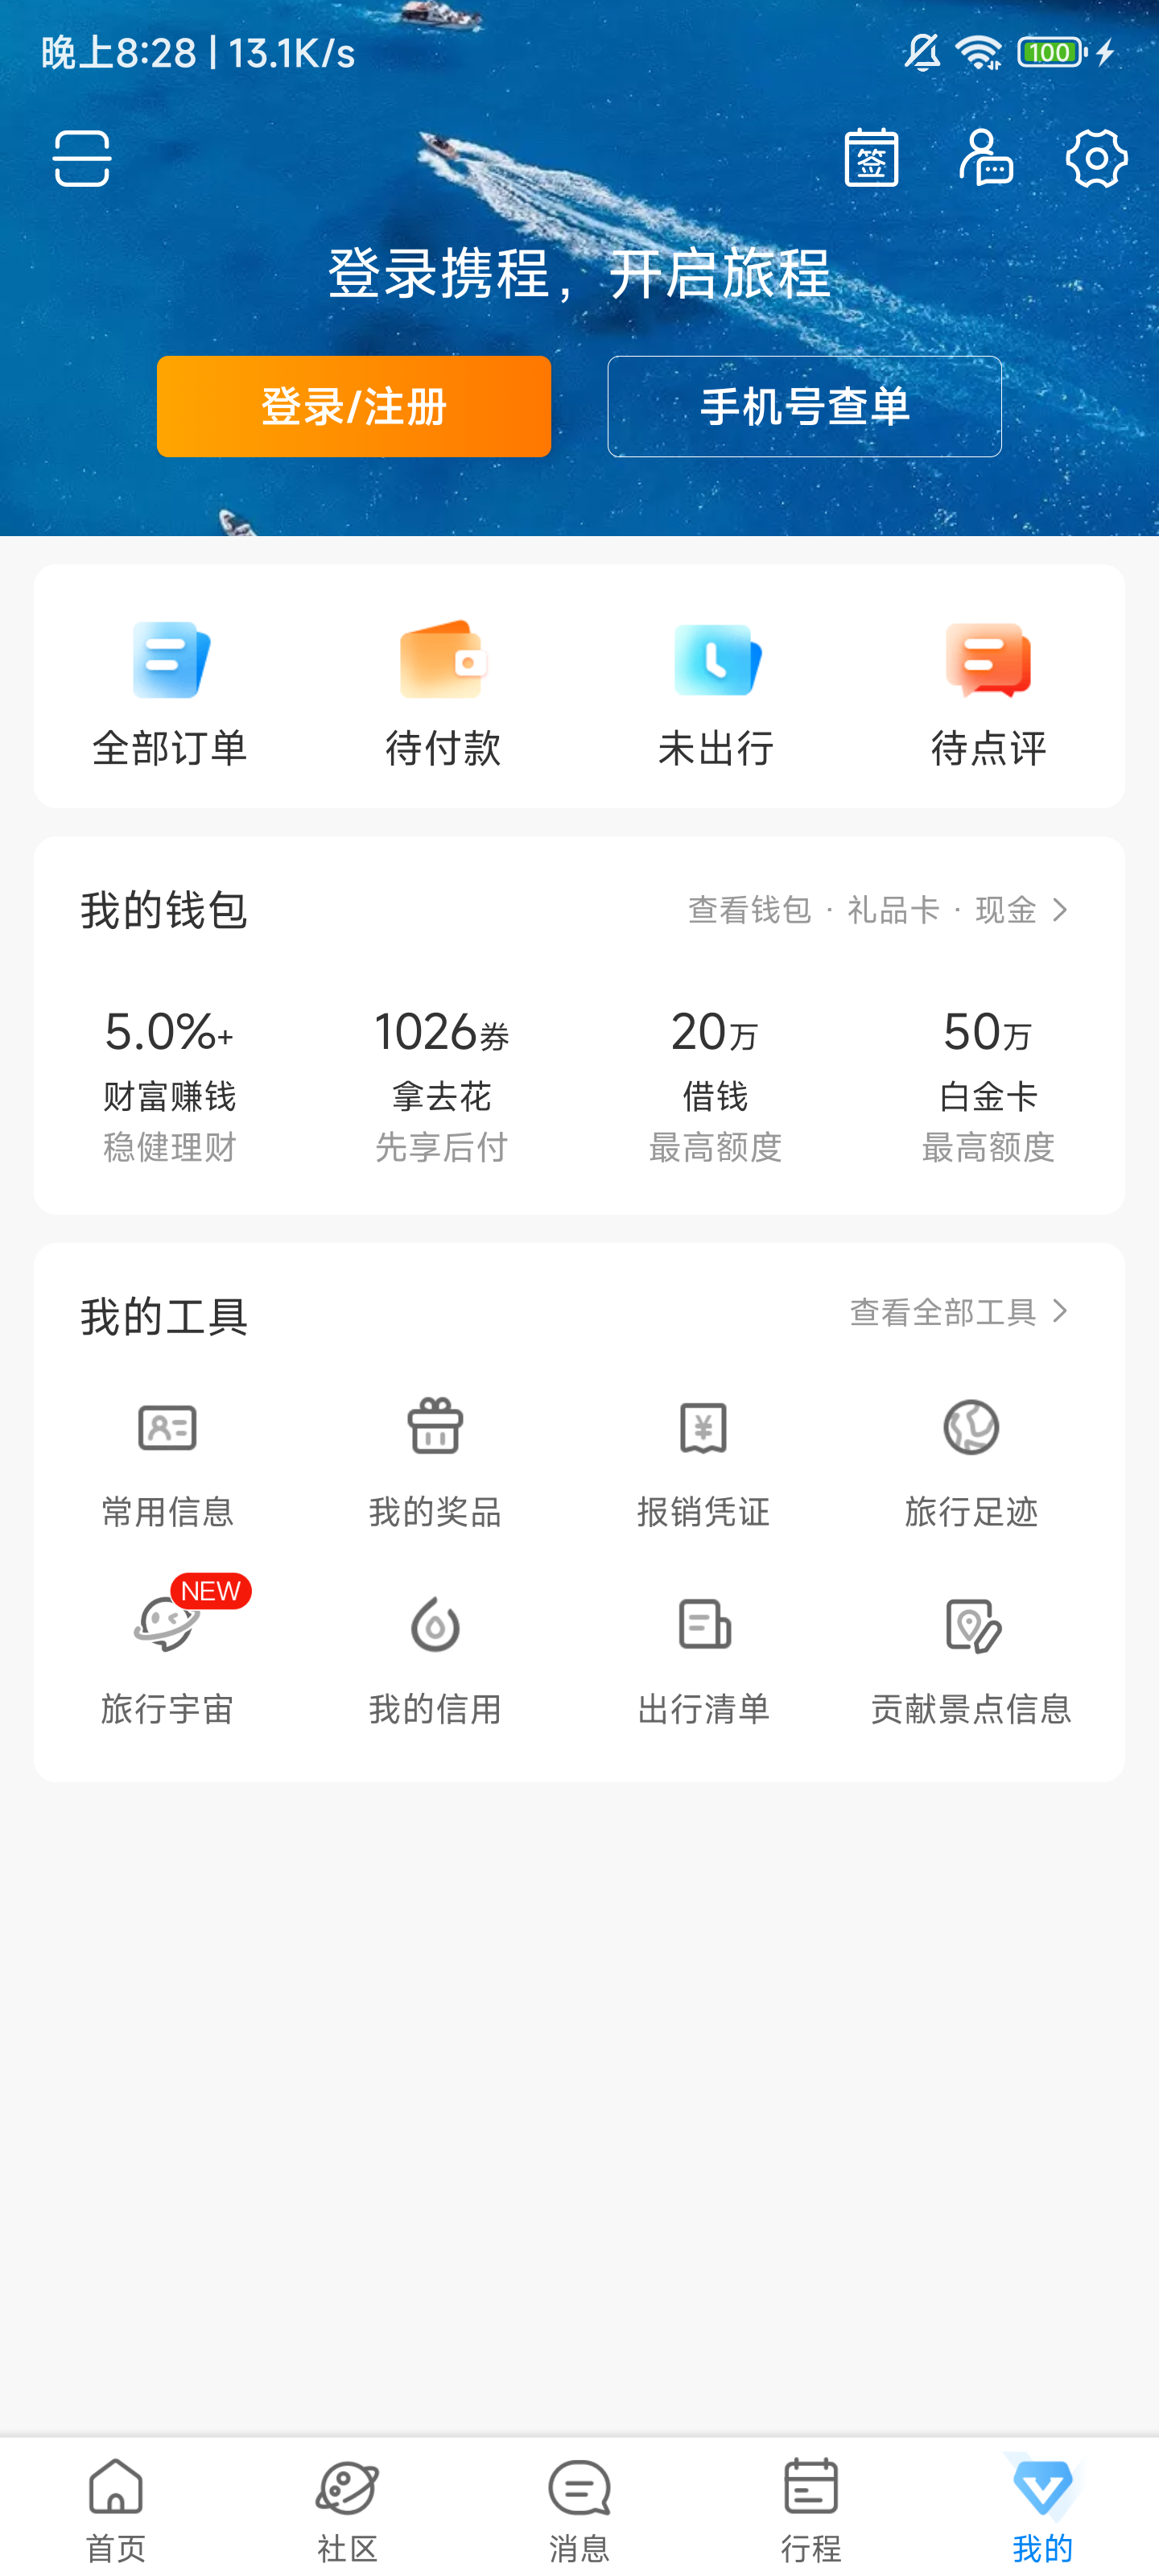 晚上8:28 | 13.1K/s
100
签
登录携程，开启旅程
登录/注册 手机号查单
全部订单 待付款 未出行 待点评
我的钱包 查看钱包 · 礼品卡 · 现金
5.0%+ 1026券 20万 50万
财富赚钱 拿去花 借钱 白金卡
稳健理财 先享后付 最高额度 最高额度
我的工具 查看全部工具
¥
常用信息 我的奖品 报销凭证 旅行足迹
NEW
旅行宇宙 我的信用 出行清单 贡献景点信息
首页 社区 消息 行程 我的